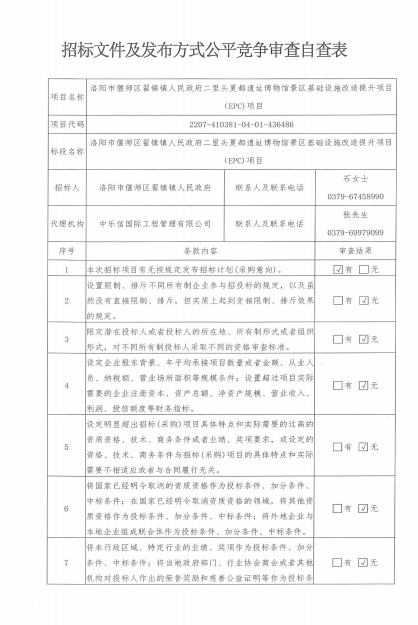 招标文件及发布方式公平竞争审查自查表
项目名称 洛阳市偃师区翟镇镇人民政府二里头夏都遗址博物馆景区基础设施改造提升项目
(EPC)项目
项目代码 2207-410381-04-01-436486
标段名称 洛阳市偃师区翟镇镇人民政府二里头夏都遗址博物馆景区基础设施改造提升项目
(EPC)项目
招标人 洛阳市偃师区翟镇镇人民政府 联系人及联系电话 石女士
0379-67458990
代理机构 中乐信国际工程管理有限公司 联系人及联系电话 张先生
0379-69979099
序号 条款内容 审查结果
1 本次招标项目有无按规定发布招标计划(采购意向)。 ☑有 □无
2 设置限制、排斥不同所有制企业参与招投标的规定，以及虽
然没有直接限制、排斥，但实质上起到变相限制、排斥效果
的规定。 □有 ☑无
3 限定潜在投标人或者投标人的所在地、所有制形式或者组织
形式，对不同所有制投标人采取不同的资格审查标准。 □有 ☑无
4 设定企业股东背景、年平均承接项目数量或者金额、从业人
员、纳税额、营业场所面积等规模条件；设置超过项目实际
需要的企业注册资本、资产总额、净资产规模、营业收入、
利润、授信额度等财务指标。 □有 ☑无
5 设定明显超出招标(采购)项目具体特点和实际需要的过高的
资质资格、技术、商务条件或者业绩、奖项要求，或设定的
资格、技术、商务条件与招标(采购)项目的具体特点和实际
需要不相适应或者与合同履行无关。 □有 ☑无
6 将国家已经明令取消的资质资格作为投标条件、加分条件、
中标条件；在国家已经明令取消资质资格的领域，将其他资
质资格作为投标条件、加分条件、中标条件；将外地企业与
本地企业组成联合体作为投标条件、加分条件、中标条件。 □有 ☑无
7 将本行政区域、特定行业的业绩、奖项作为投标条件、加分
条件、中标条件；将当地政府部门、行业协会商会或者其他
机构对投标人作出的荣誉奖励和慈善公益证明等作为投标条 □有 ☑无